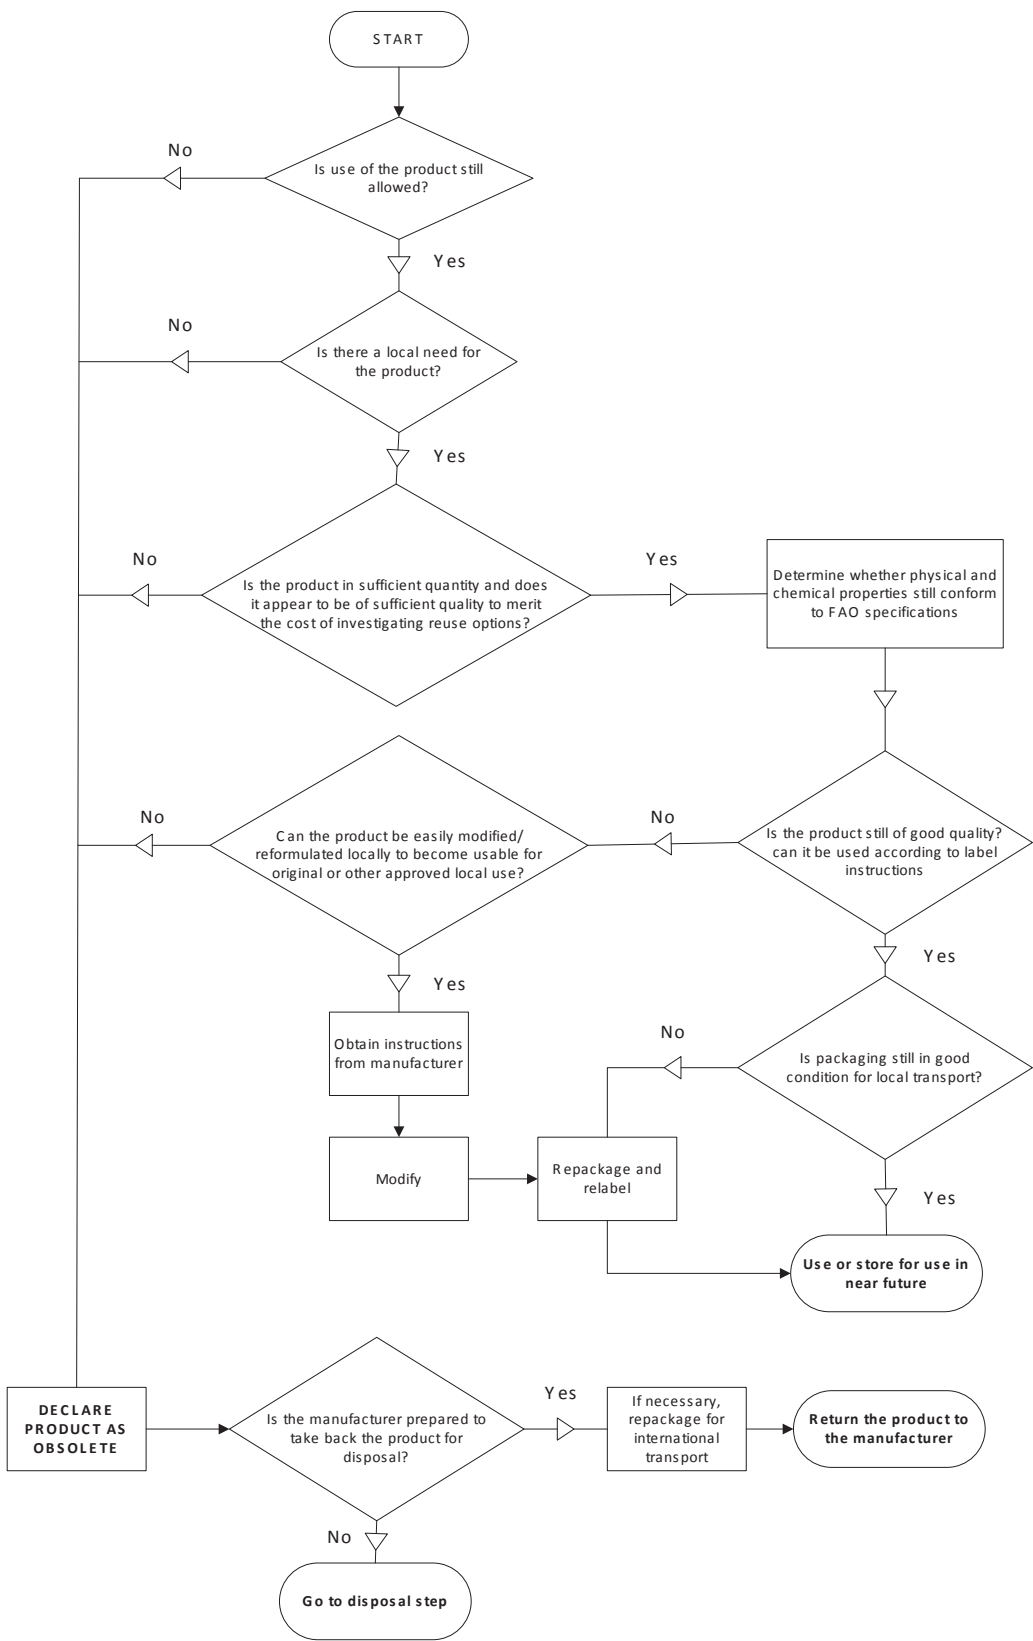 START
No
Is use of the product still
allowed?
Yes
No
Is there a local need for
the product?
Yes
No
Is the product in sufficient quantity and does
it appear to be of sufficient quality to merit
the cost of investigating reuse options?
Yes
Determine whether physical and
chemical properties still conform
to FAO specifications
No
Can the product be easily modified/
reformulated locally to become usable for
original or other approved local use?
No
Is the product still of good quality?
can it be used according to label
instructions
Yes
Yes
Obtain instructions
from manufacturer
No
Is packaging still in good
condition for local transport?
Modify
Repackage and
relabel
Yes
Use or store for use in
near future
DECLARE
PRODUCT AS
OBSOLETE
Is the manufacturer prepared to
take back the product for
disposal?
Yes
If necessary,
repackage for
international
transport
Return the product to
the manufacturer
No
Go to disposal step